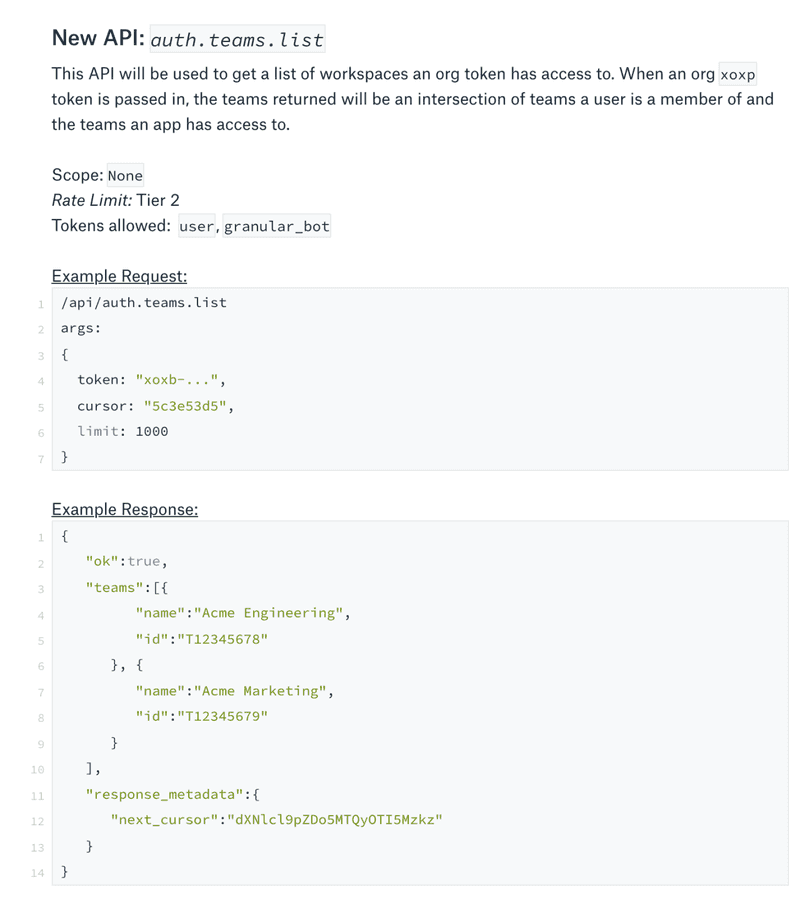 New API: auth.teams.list
This API will be used to get a list of workspaces an org token has access to. When an org xoxp
token is passed in, the teams returned will be an intersection of teams a user is a member of and
the teams an app has access to.
Scope: None
Rate Limit: Tier 2
Tokens allowed: user, granular_bot
Example Request:
1 /api/auth.teams.list
2 args:
3 {
4 token: "xoxb-...",
5 cursor: "5c3e53d5",
6 limit: 1000
7 }
Example Response:
1 {
2 "ok":true,
3 "teams":[{
4 "name":"Acme Engineering",
5 "id":"T12345678"
6 }, {
7 "name":"Acme Marketing",
8 "id":"T12345679"
9 }
10 ],
11 "response_metadata":{
12 "next_cursor":"dXNlcl9pZDo5MTQyOTI5Mzkz"
13 }
14 }